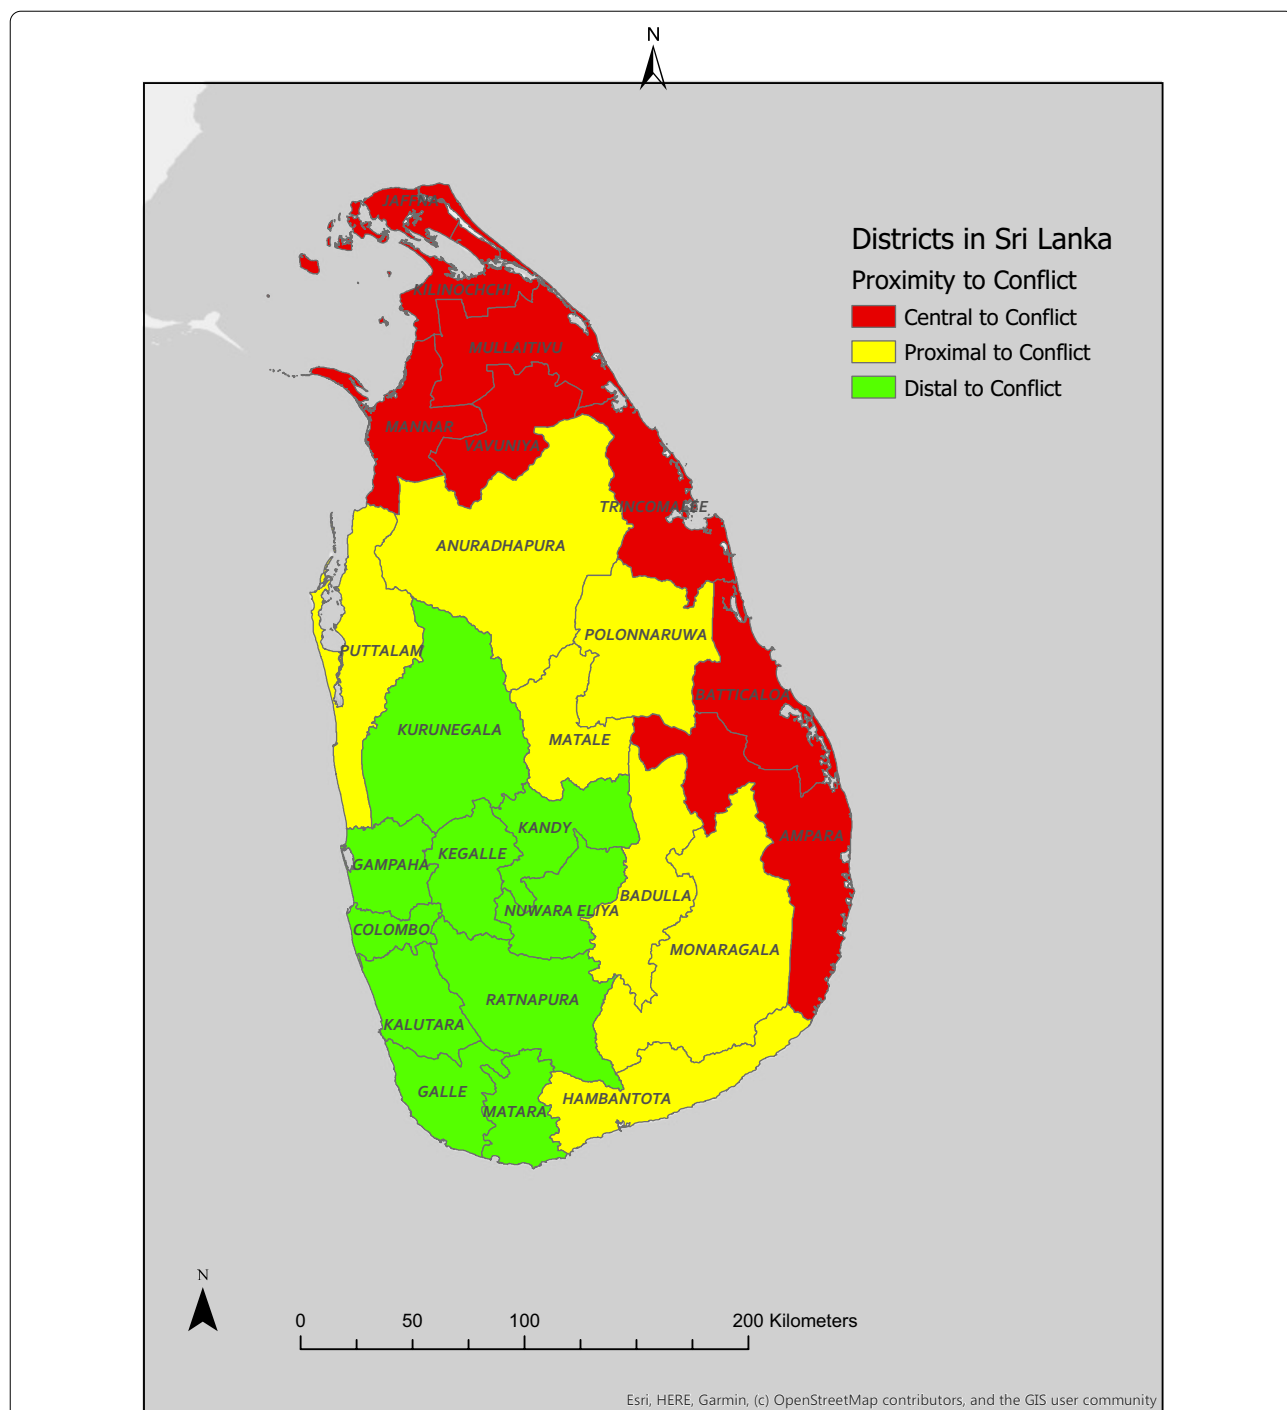 N
Districts in Sri Lanka
Proximity to Conflict
Central to Conflict
Proximal to Conflict
Distal to Conflict
JAFFNA
KILINOCHCHI
MULLAITIVU
MANNAR
VAVUNIYA
TRINCOMALEE
ANURADHAPURA
POLONNARUWA
PUTTALAM
BATTICALOA
KURUNEGALA
MATALE
KANDY
AMPARA
KEGALLE
GAMPAHA
BADULLA
NUWARA ELIYA
COLOMBO
MONARAGALA
RATNAPURA
KALUTARA
GALLE
HAMBANTOTA
MATARA
N
0 50 100 200 Kilometers
Esri, HERE, Garmin, (c) OpenStreetMap contributors, and the GIS user community